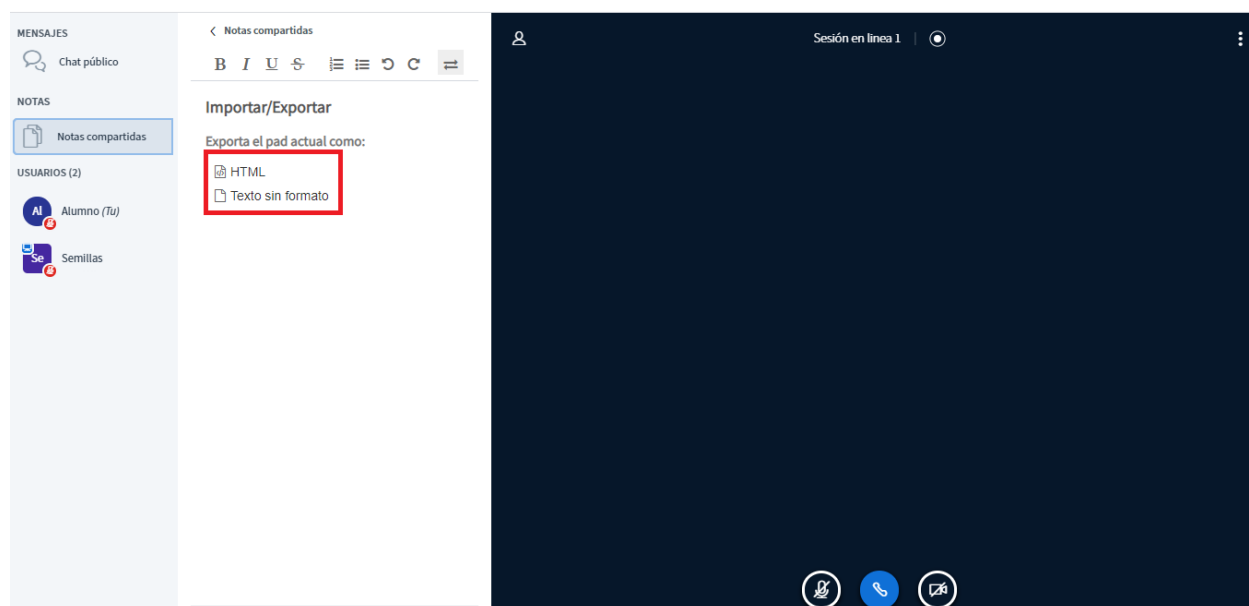 MENSAJES
Chat público
NOTAS
Notas compartidas
USUARIOS (2)
Al Alumno (Tu)
Se Semillas
Notas compartidas
B I U S
Importar/Exportar
Exporta el pad actual como:
HTML
Texto sin formato
Sesión en linea 1